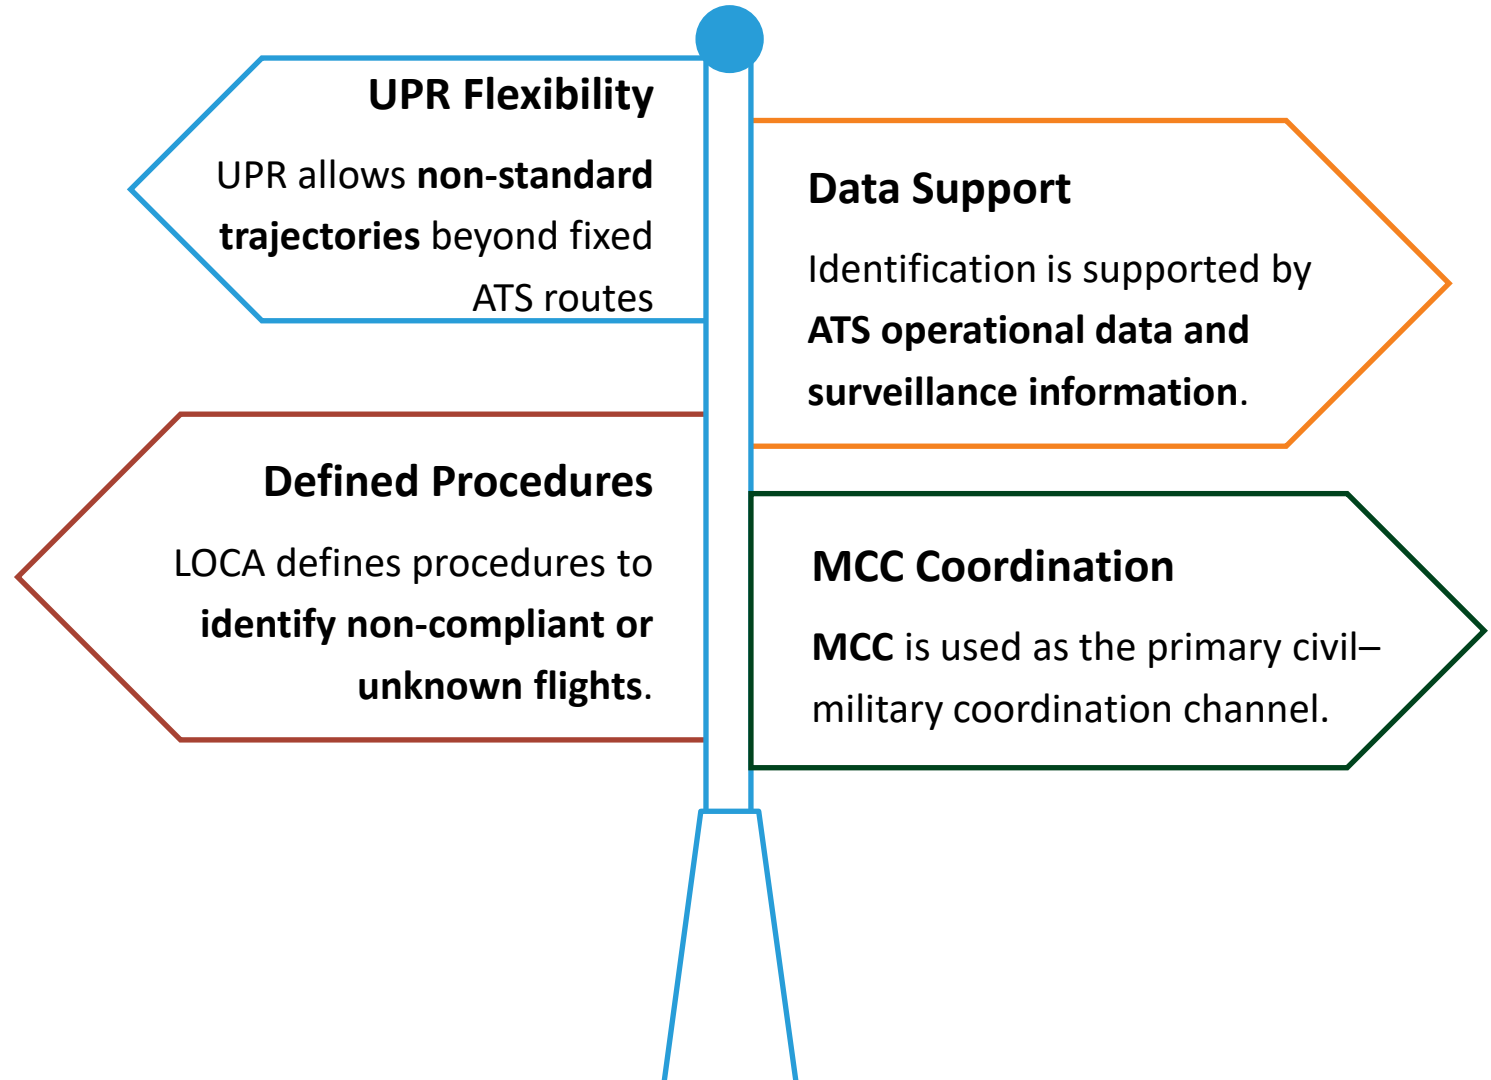 UPR Flexibility
UPR allows non-standard
trajectories beyond fixed
ATS routes
Data Support
Identification is supported by
ATS operational data and
surveillance information.
Defined Procedures
LOCA defines procedures to
identify non-compliant or
unknown flights.
MCC Coordination
MCC is used as the primary civil–
military coordination channel.